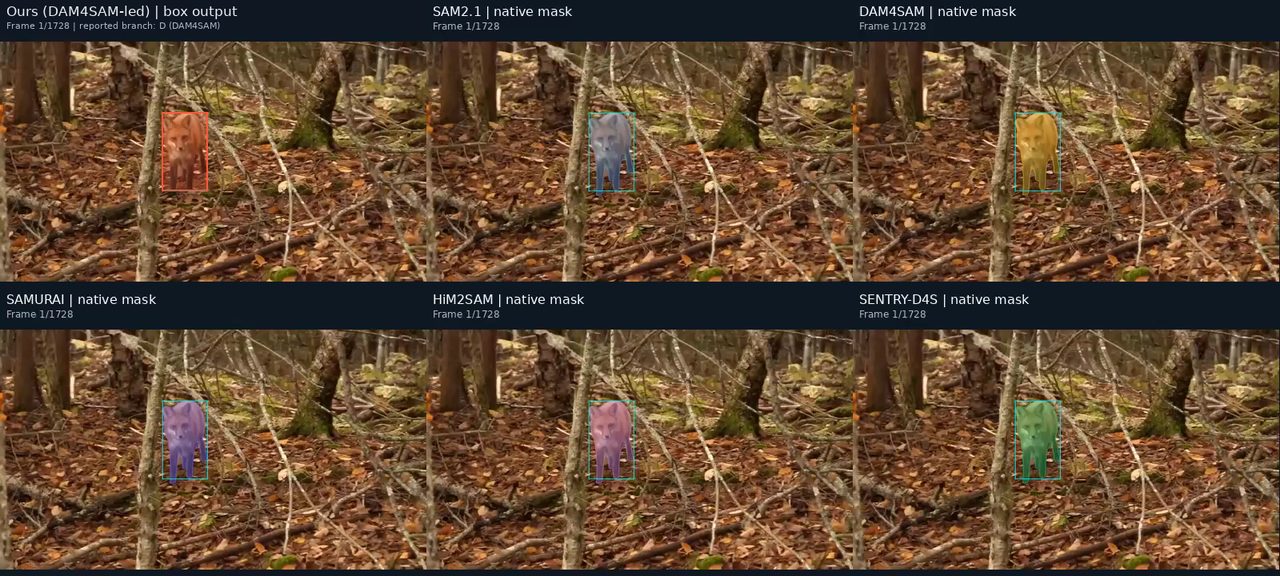 Ours (DAM4SAM-led) | box output
Frame 1/1728 | reported branch: D (DAM4SAM)
SAM2.1 | native mask
Frame 1/1728
DAM4SAM | native mask
Frame 1/1728
SAMURAI | native mask
Frame 1/1728
HiM2SAM | native mask
Frame 1/1728
SENTRY-D4S | native mask
Frame 1/1728